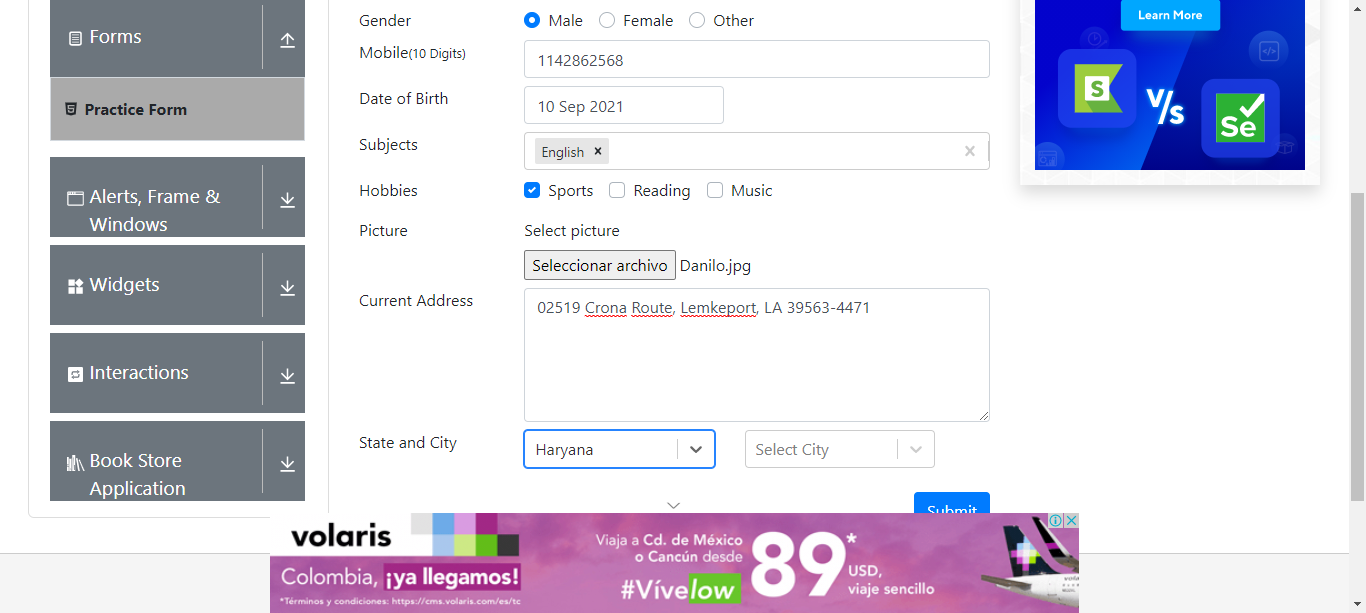 Forms
Practice Form
Alerts, Frame &
Windows
Widgets
Interactions
Book Store
Application
Gender
Male
Female
Other
Mobile(10 Digits)
1142862568
Date of Birth
10 Sep 2021
Subjects
English
Hobbies
Sports
Reading
Music
Picture
Select picture
Seleccionar archivo Danilo.jpg
Current Address
02519 Crona Route, Lemkeport, LA 39563-4471
State and City
Haryana
Select City
Submit
Learn More
S
V/s
Se
volaris
Colombia, ¡ya llegamos!
*Términos y condiciones: https://cms.volaris.com/es/tc
Viaja a Cd. de México
o Cancún desde
#Vívelow
89*
USD,
viaje sencillo